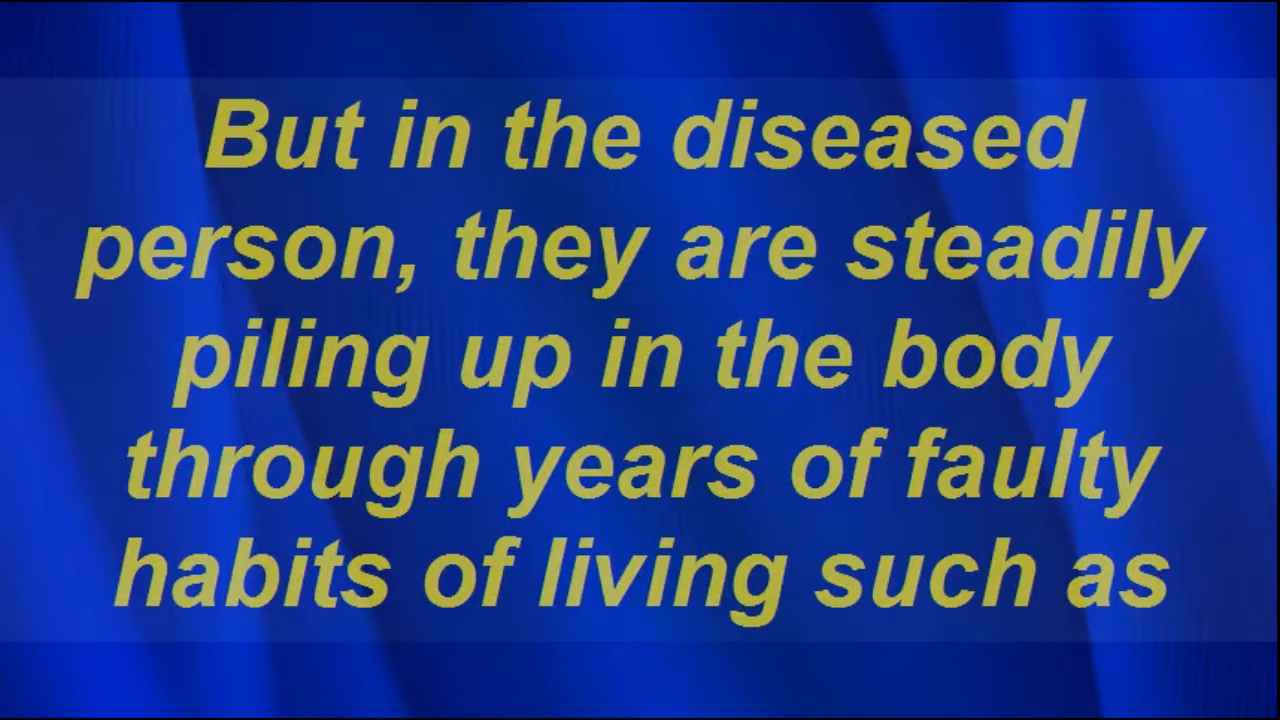 But in the diseased
person, they are steadily
piling up in the body
through years of faulty
habits of living such as